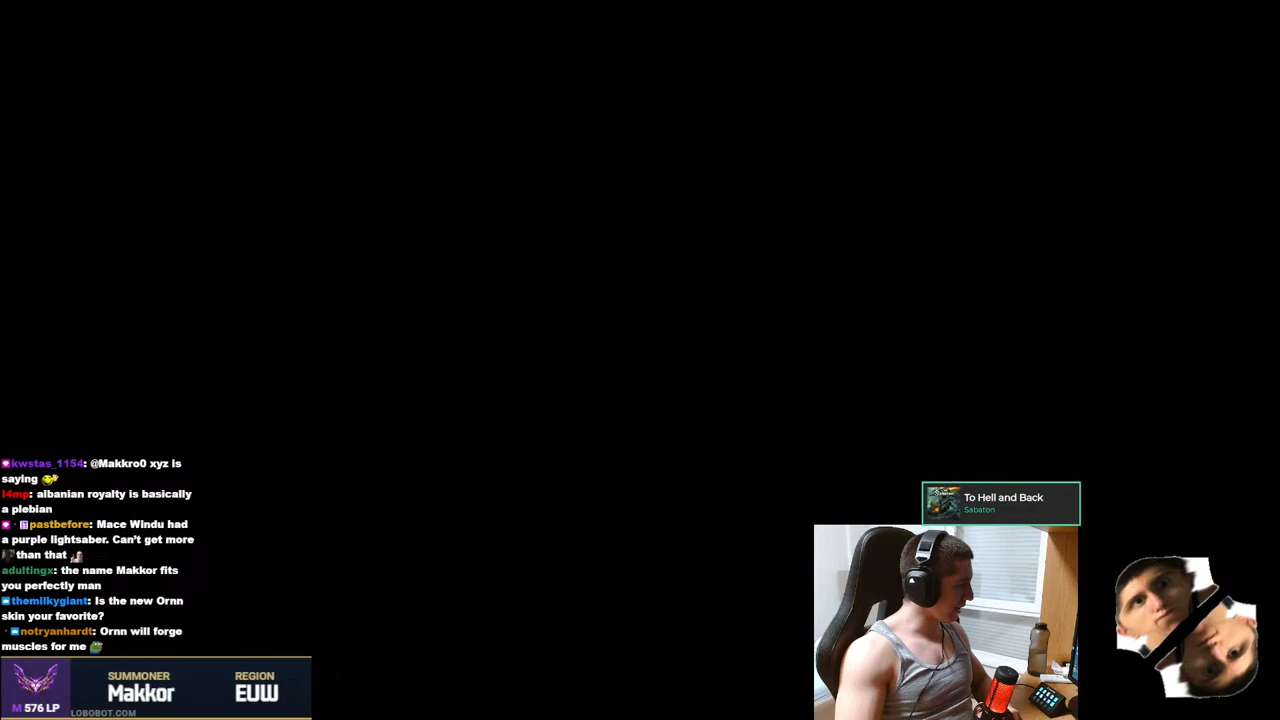 kwstas_1154: @Makkro0 xyz is
saying
l4mp: albanian royalty is basically
a plebian
pastbefore: Mace Windu had
a purple lightsaber. Can't get more
than that
adultingx: the name Makkor fits
you perfectly man
themilkygiant: Is the new Ornn
skin your favorite?
notryanhardt: Ornn will forge
muscles for me
To Hell and Back
Sabaton
SUMMONER
Makkor
REGION
EUW
M 576 LP
LOBOBOT.COM